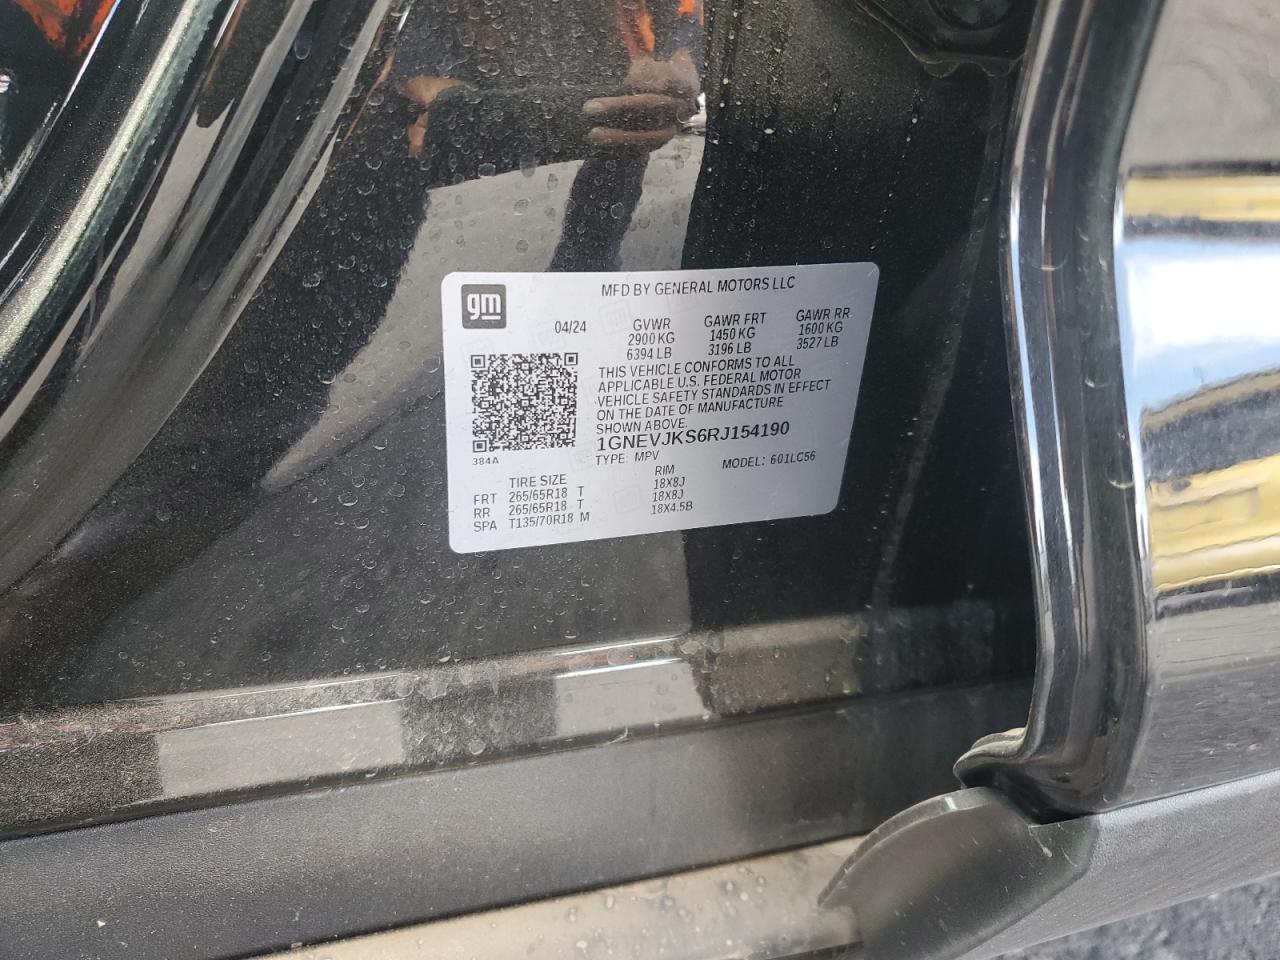 gm
MFD BY GENERAL MOTORS LLC
04/24 GVWR GAWR FRT GAWR RR
2900 KG 1450 KG 1600 KG
6394 LB 3196 LB 3527 LB
THIS VEHICLE CONFORMS TO ALL
APPLICABLE U.S. FEDERAL MOTOR
VEHICLE SAFETY STANDARDS IN EFFECT
ON THE DATE OF MANUFACTURE
SHOWN ABOVE.
1GNEVJKS6RJ154190
384A
TYPE: MPV MODEL: 601LC56
TIRE SIZE RIM
FRT 265/65R18 T 18X8J
RR 265/65R18 T 18X8J
SPA T135/70R18 M 18X4.5B